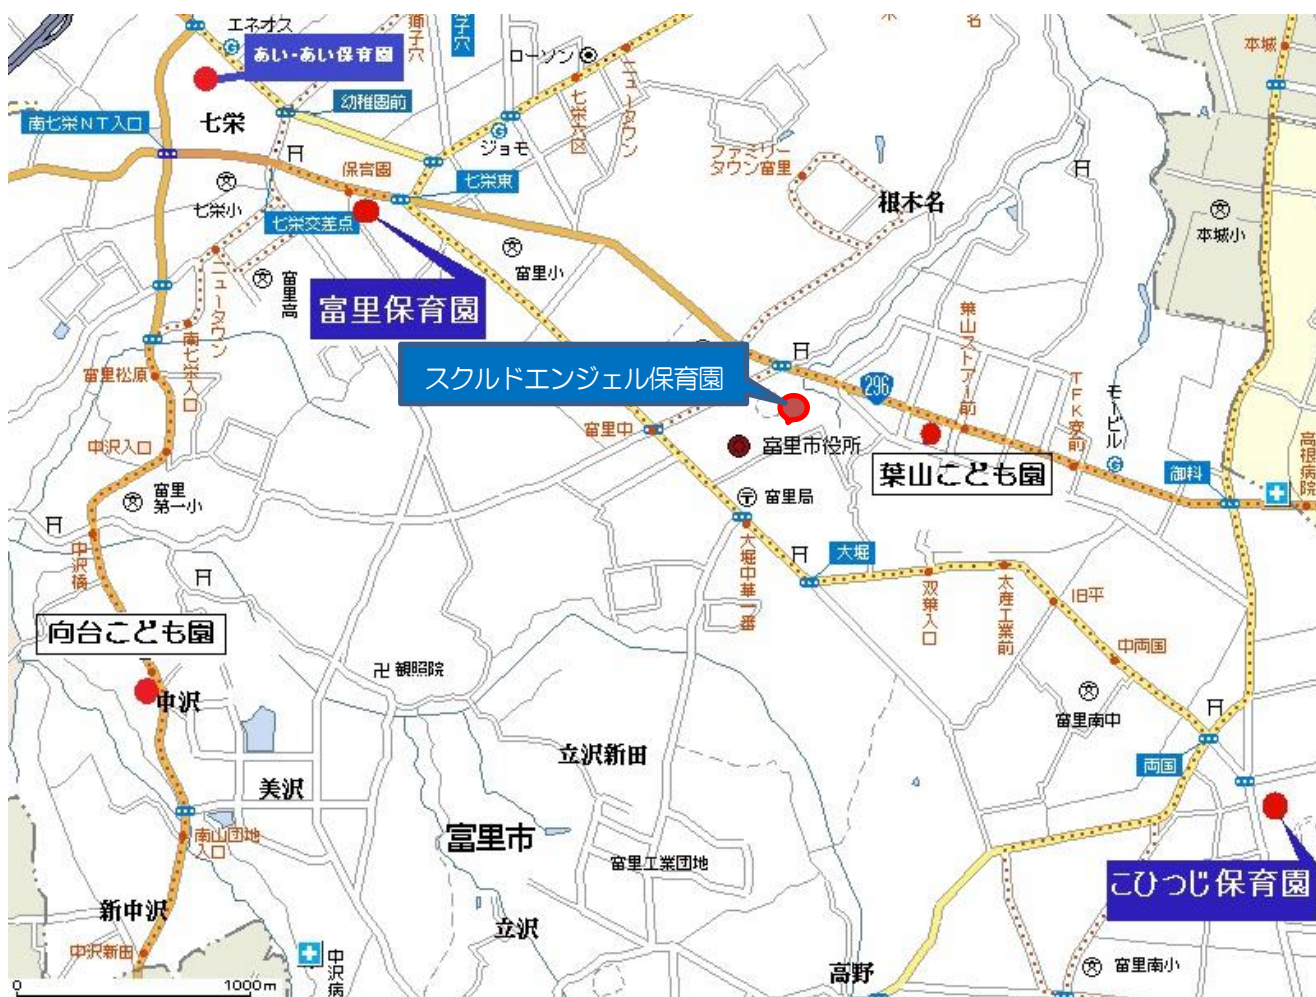 エネオス
獅子穴
獅子穴
ローソン
ニュータウン
本城
あい-あい保育園
七栄
幼稚園前
南七栄NT入口
七栄六区
ジョモ
ファミリー
タウン富里
保育園
七栄東
七栄小
七栄交差点
根木名
本城小
富里小
富里高
富里保育園
ニュータウン
南七栄入口
葉山ストアー前
スクルドエンジェル保育園
296
富里松原
TFK寮前
モービル
富里中
富里市役所
中沢入口
葉山こども園
御料
高根病院
富里
第一小
富里局
中沢橋
大堀中華一番
大堀
双葉入口
太産工業前
旧平
向台こども園
中両国
卍 観照院
中沢
富里南中
立沢新田
両国
美沢
南山団地
入口
富里市
富里工業団地
こひつじ保育園
新中沢
立沢
中沢新田
中沢病
高野
富里南小
0
1000m